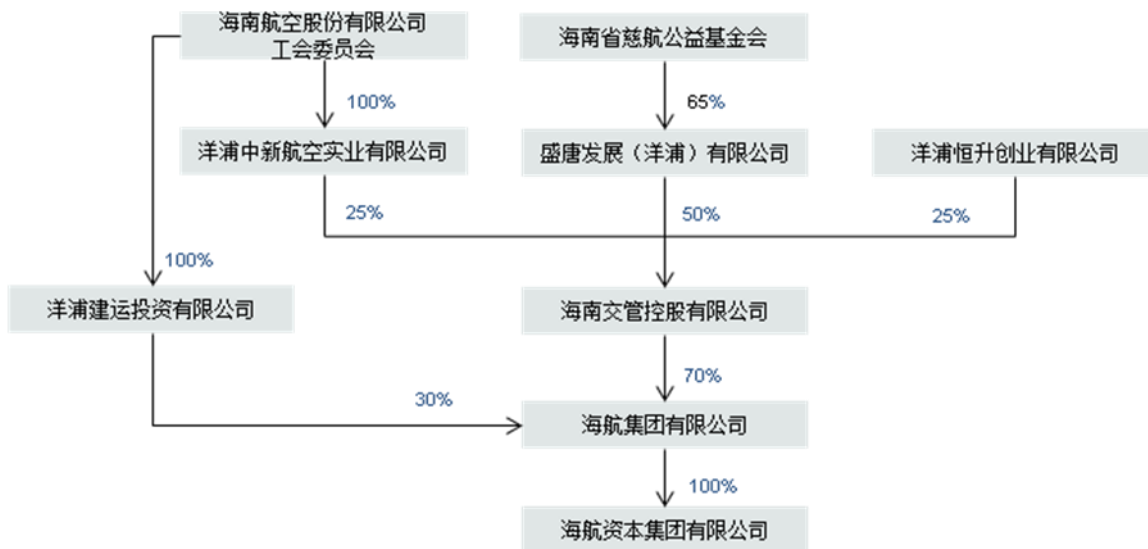 海南航空股份有限公司
工会委员会
海南省慈航公益基金会
100%
65%
洋浦中新航空实业有限公司
盛唐发展（洋浦）有限公司
洋浦恒升创业有限公司
25%
50%
25%
100%
洋浦建运投资有限公司
海南交管控股有限公司
70%
30%
海航集团有限公司
100%
海航资本集团有限公司